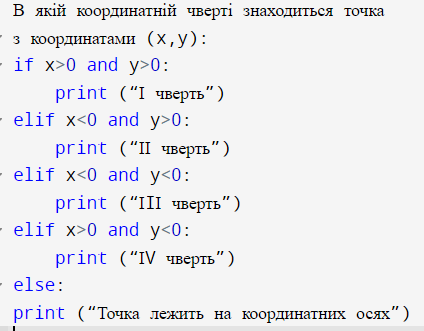 В якій координатній чверті знаходиться точка
з координатами (x,y):
if x>0 and y>0:
    print (“I чверть”)
elif x<0 and y>0:
    print (“II чверть”)
elif x<0 and y<0:
    print (“III чверть”)
elif x>0 and y<0:
    print (“IV чверть”)
else:
print (“Точка лежить на координатних осях”)